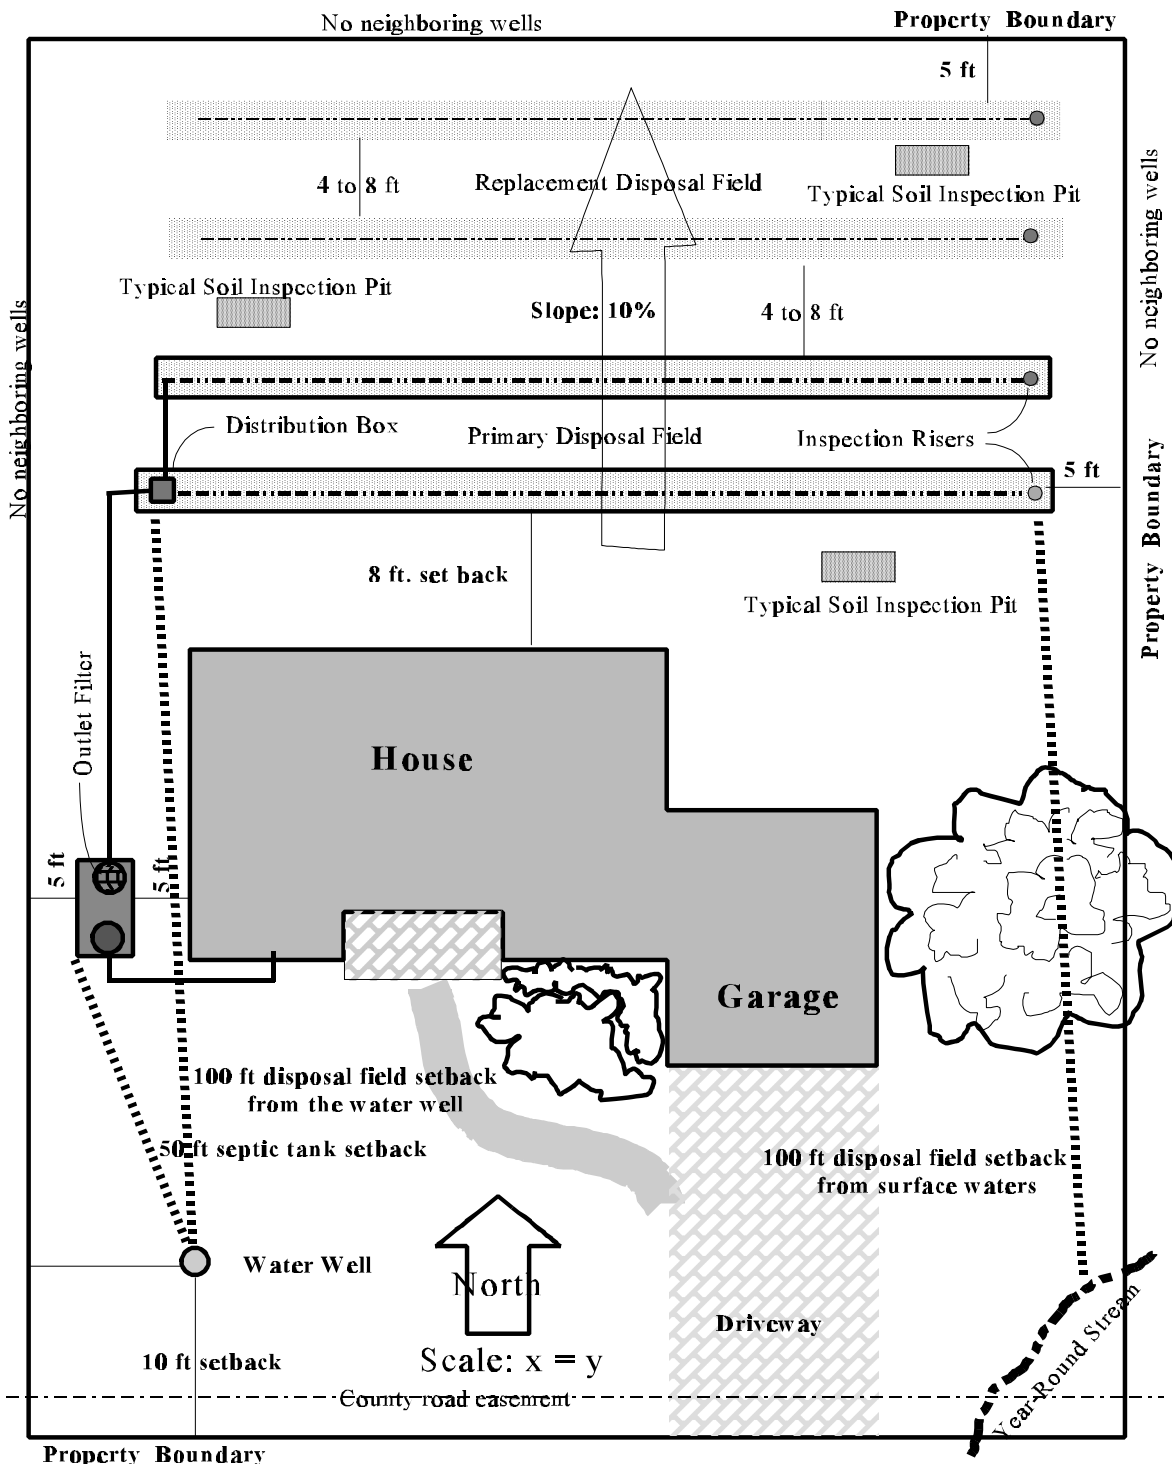 No neighboring wells
Property Boundary
5 ft
4 to 8 ft
Replacement Disposal Field
Typical Soil Inspection Pit
No neighboring wells
Typical Soil Inspection Pit
Slope: 10%
4 to 8 ft
No neighboring wells
Distribution Box
Primary Disposal Field
Inspection Risers
5 ft
Property Boundary
8 ft. set back
Typical Soil Inspection Pit
Outlet Filter
House
5 ft
5 ft
Garage
100 ft disposal field setback
from the water well
50 ft septic tank setback
100 ft disposal field setback
from surface waters
Water Well
North
Driveway
Year-Round Stream
10 ft setback
Scale: x = y
County road easement
Property Boundary